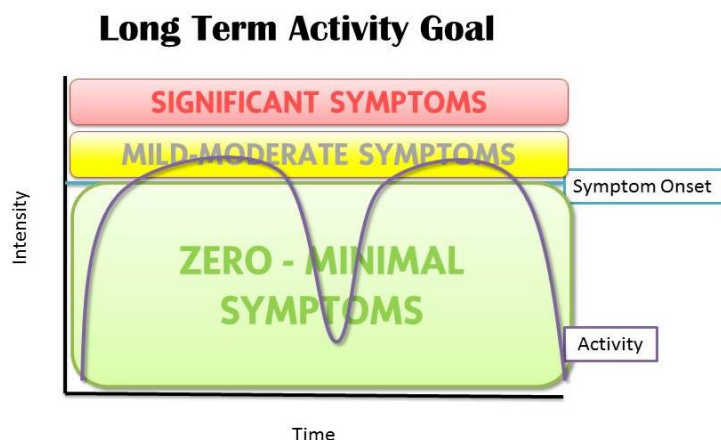 Long Term Activity Goal
SIGNIFICANT SYMPTOMS
MILD-MODERATE SYMPTOMS
Symptom Onset
Intensity
ZERO - MINIMAL
SYMPTOMS
Activity
Time